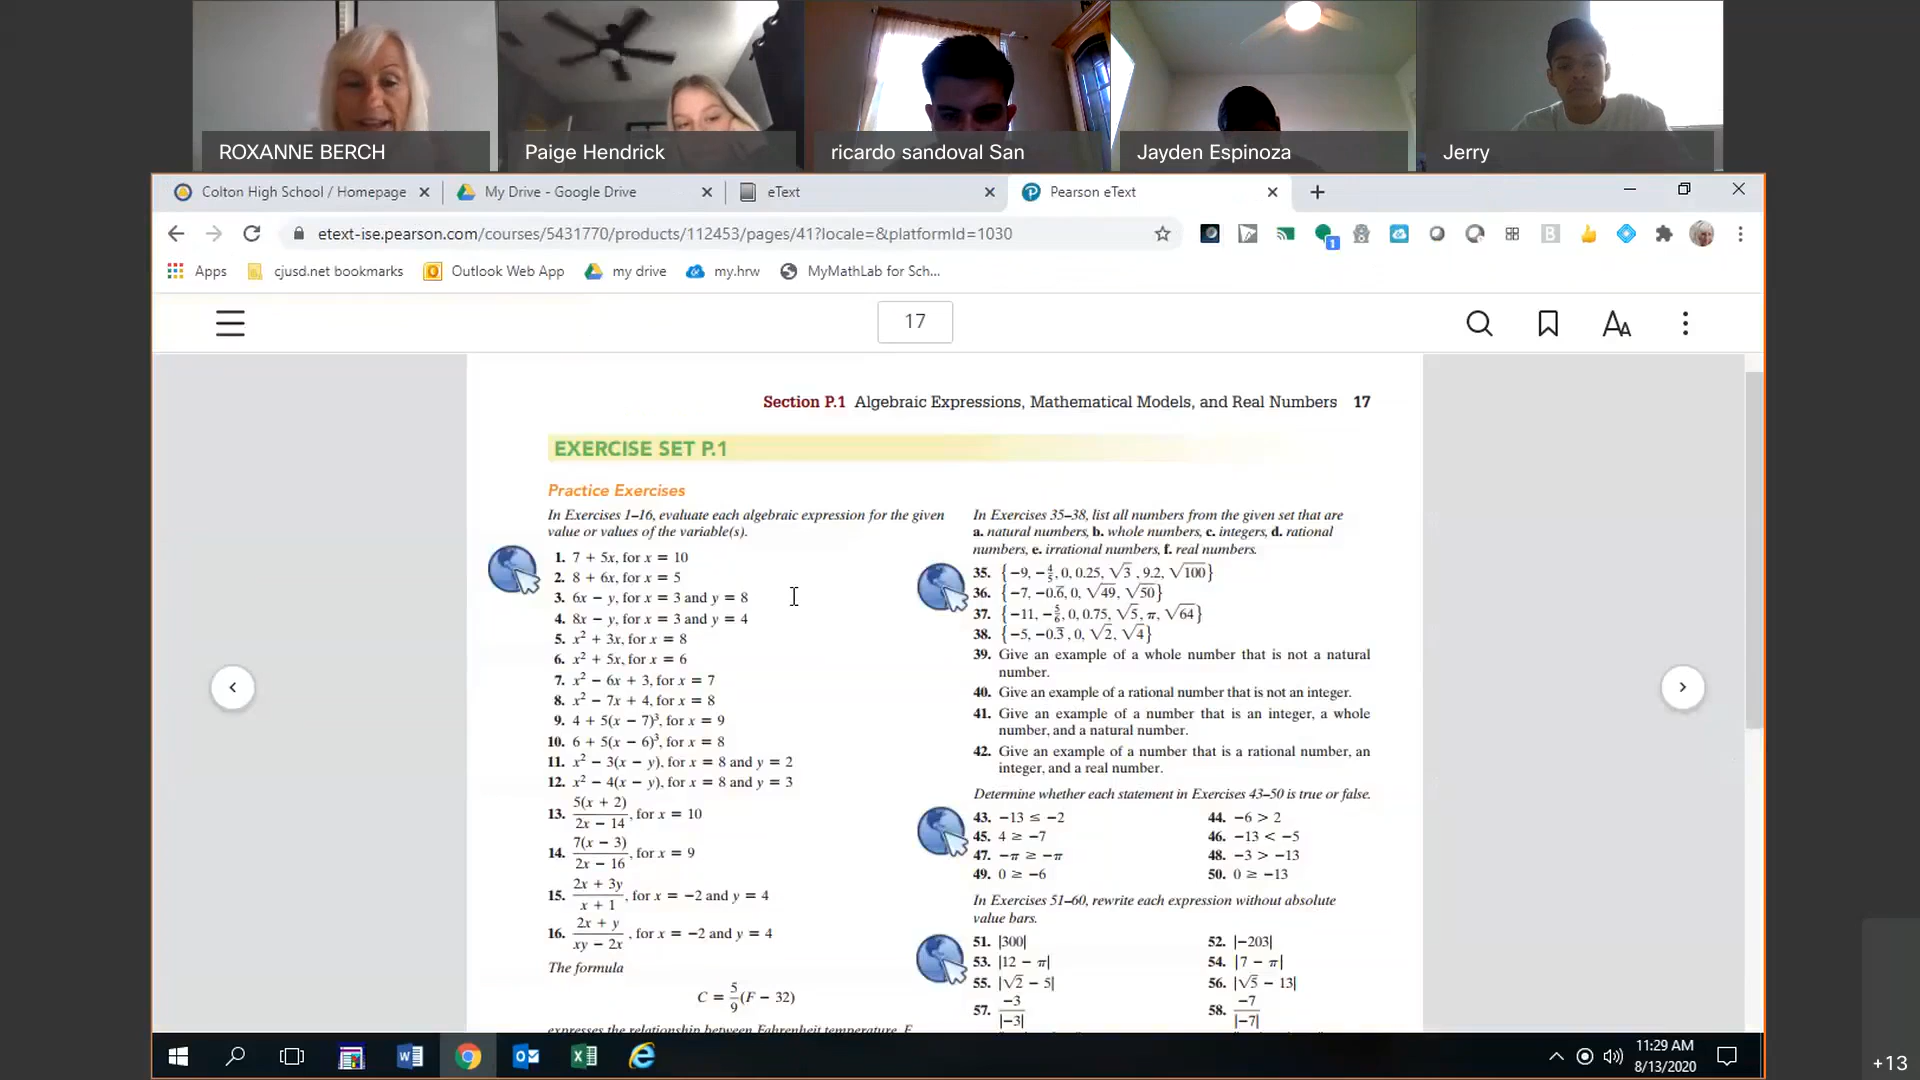 ROXANNE BERCH
Paige Hendrick
ricardo sandoval San
Jayden Espinoza
Jerry
Colton High School / Homepage
My Drive - Google Drive
eText
Pearson eText
etext-ise.pearson.com/courses/5431770/products/112453/pages/41?locale=&platformId=1030
1
Apps
cjusd.net bookmarks
Outlook Web App
my drive
my.hrw
MyMathLab for Sch...
17
Section P.1 Algebraic Expressions, Mathematical Models, and Real Numbers 17
EXERCISE SET P.1
Practice Exercises
In Exercises 1–16, evaluate each algebraic expression for the given
value or values of the variable(s).
1. 7 + 5x, for x = 10
2. 8 + 6x, for x = 5
3. 6x − y, for x = 3 and y = 8
4. 8x − y, for x = 3 and y = 4
5. x² + 3x, for x = 8
6. x² + 5x, for x = 6
7. x² − 6x + 3, for x = 7
8. x² − 7x + 4, for x = 8
9. 4 + 5(x − 7)³, for x = 9
10. 6 + 5(x − 6)³, for x = 8
11. x² − 3(x − y), for x = 8 and y = 2
12. x² − 4(x − y), for x = 8 and y = 3
13. 5(x + 2)/2x − 14, for x = 10
14. 7(x − 3)/2x − 16, for x = 9
15. 2x + 3y/x + 1, for x = −2 and y = 4
16. 2x + y/xy − 2x, for x = −2 and y = 4
The formula
C = 5/9(F − 32)
expresses the relationship between Fahrenheit temperature, F,
In Exercises 35–38, list all numbers from the given set that are
a. natural numbers, b. whole numbers, c. integers, d. rational
numbers, e. irrational numbers, f. real numbers.
35. {−9, −4/5, 0, 0.25, √3, 9.2, √100}
36. {−7, −0.6̅, 0, √49, √50}
37. {−11, −5/6, 0, 0.75, √5, π, √64}
38. {−5, −0.3̅, 0, √2, √4}
39. Give an example of a whole number that is not a natural
number.
40. Give an example of a rational number that is not an integer.
41. Give an example of a number that is an integer, a whole
number, and a natural number.
42. Give an example of a number that is a rational number, an
integer, and a real number.
Determine whether each statement in Exercises 43–50 is true or false.
43. −13 ≤ −2 44. −6 > 2
45. 4 ≥ −7 46. −13 < −5
47. −π ≥ −π 48. −3 > −13
49. 0 ≥ −6 50. 0 ≥ −13
In Exercises 51–60, rewrite each expression without absolute
value bars.
51. |300| 52. |−203|
53. |12 − π| 54. |7 − π|
55. |√2 − 5| 56. |√5 − 13|
57. −3/|−3| 58. −7/|−7|
11:29 AM
8/13/2020
+13